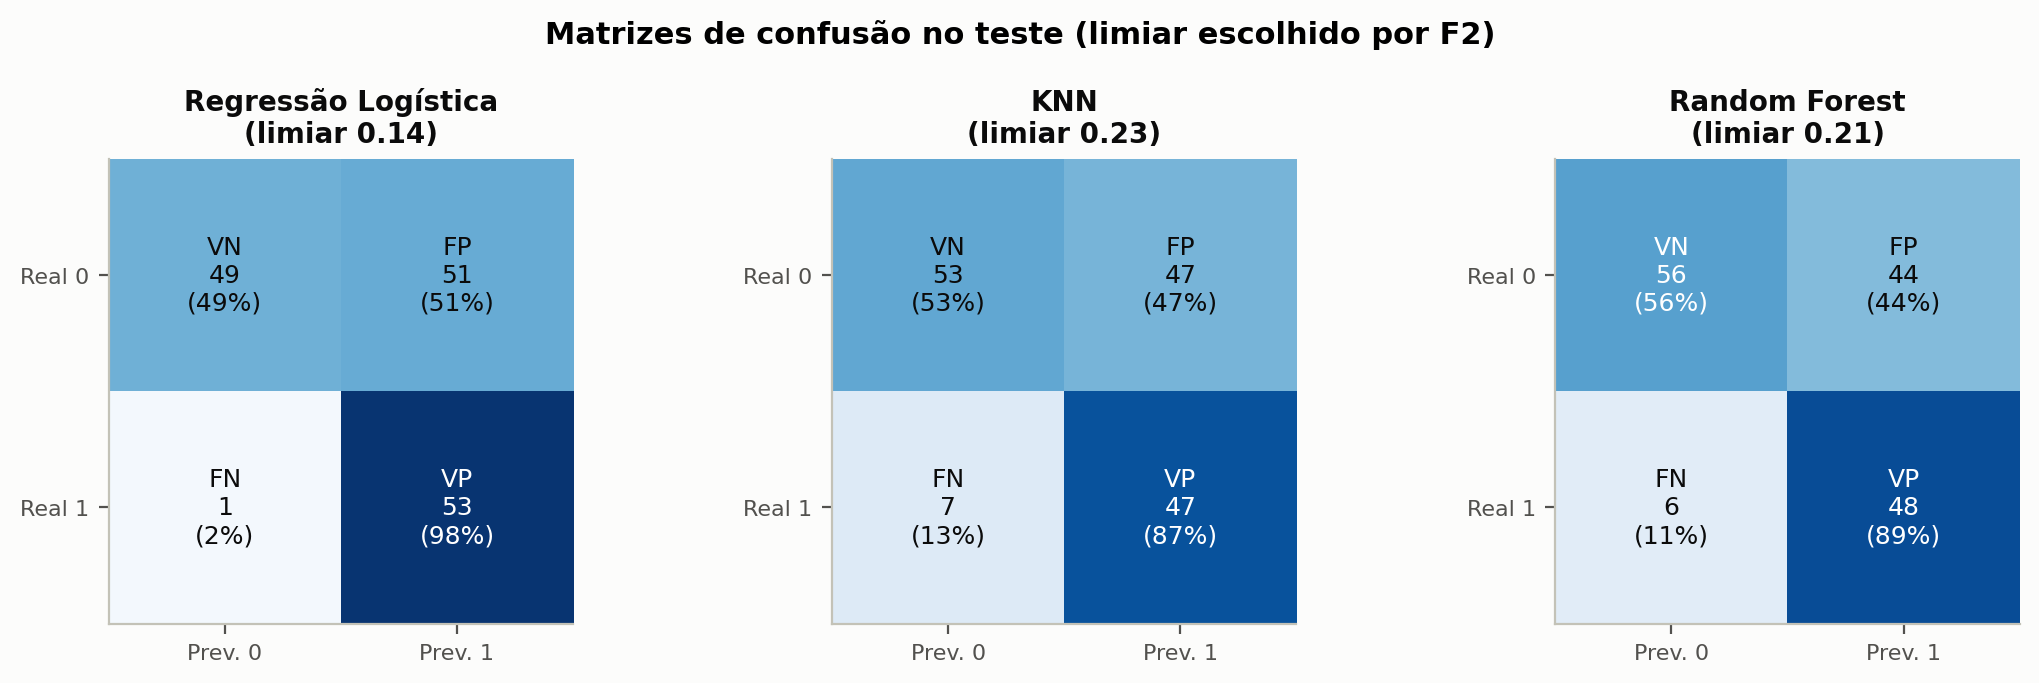 Matrizes de confusão no teste (limiar escolhido por F2)
Regressão Logística
(limiar 0.14)
VN
49
(49%)
FP
51
(51%)
FN
1
(2%)
VP
53
(98%)
Real 0
Real 1
Prev. 0
Prev. 1
KNN
(limiar 0.23)
VN
53
(53%)
FP
47
(47%)
FN
7
(13%)
VP
47
(87%)
Real 0
Real 1
Prev. 0
Prev. 1
Random Forest
(limiar 0.21)
VN
56
(56%)
FP
44
(44%)
FN
6
(11%)
VP
48
(89%)
Real 0
Real 1
Prev. 0
Prev. 1